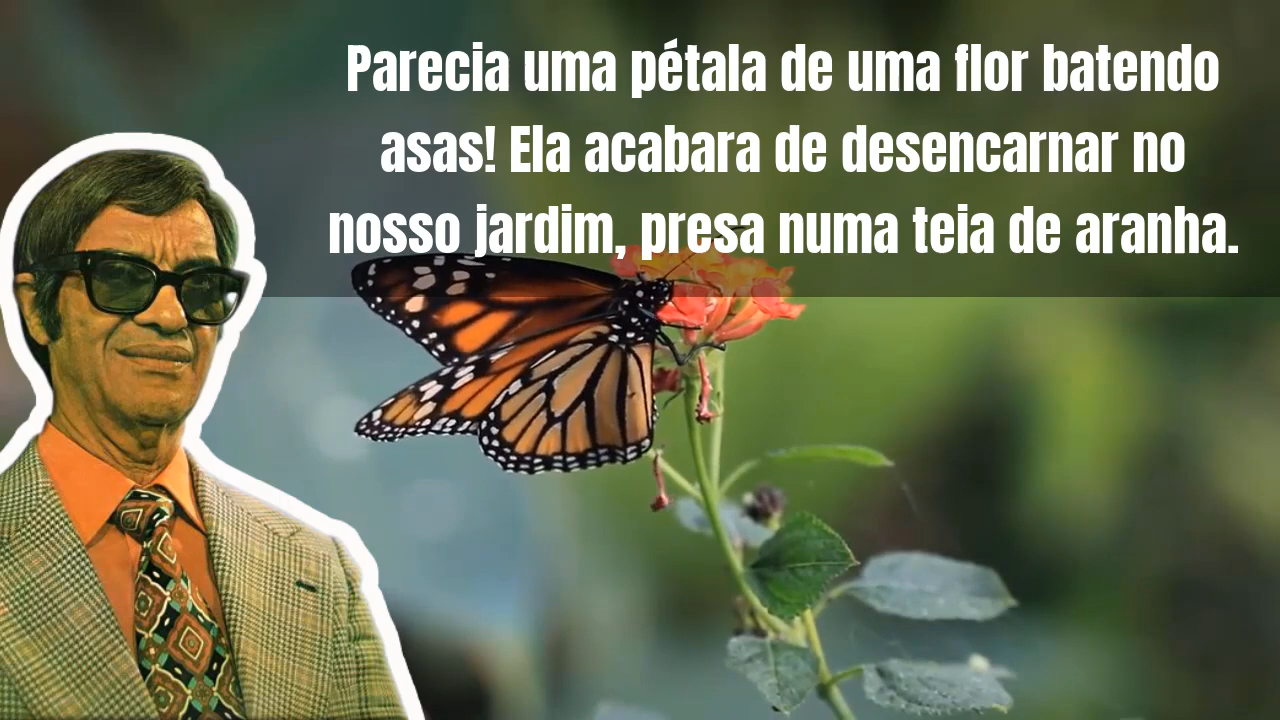 Parecia uma pétala de uma flor batendo
asas! Ela acabara de desencarnar no
nosso jardim, presa numa teia de aranha.